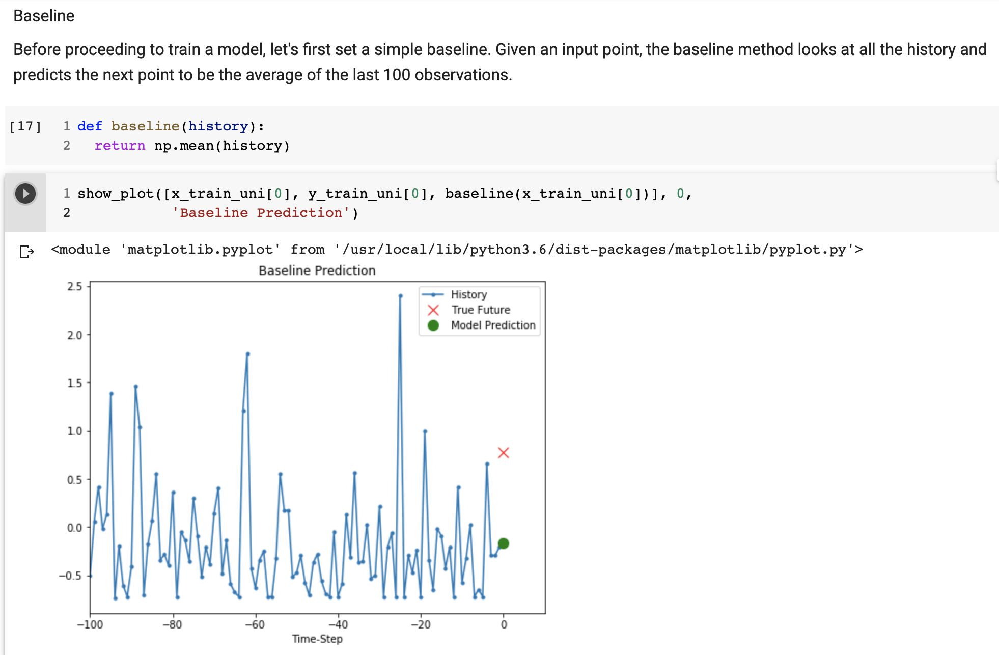 Baseline
Before proceeding to train a model, let's first set a simple baseline. Given an input point, the baseline method looks at all the history and
predicts the next point to be the average of the last 100 observations.
[17] 1 def baseline(history):
2   return np.mean(history)
1 show_plot([x_train_uni[0], y_train_uni[0], baseline(x_train_uni[0])], 0,
2            'Baseline Prediction')
<module 'matplotlib.pyplot' from '/usr/local/lib/python3.6/dist-packages/matplotlib/pyplot.py'>
Baseline Prediction
2.5
History
True Future
Model Prediction
2.0
1.5
1.0
0.5
0.0
−0.5
−100 −80 −60 −40 −20 0
Time-Step